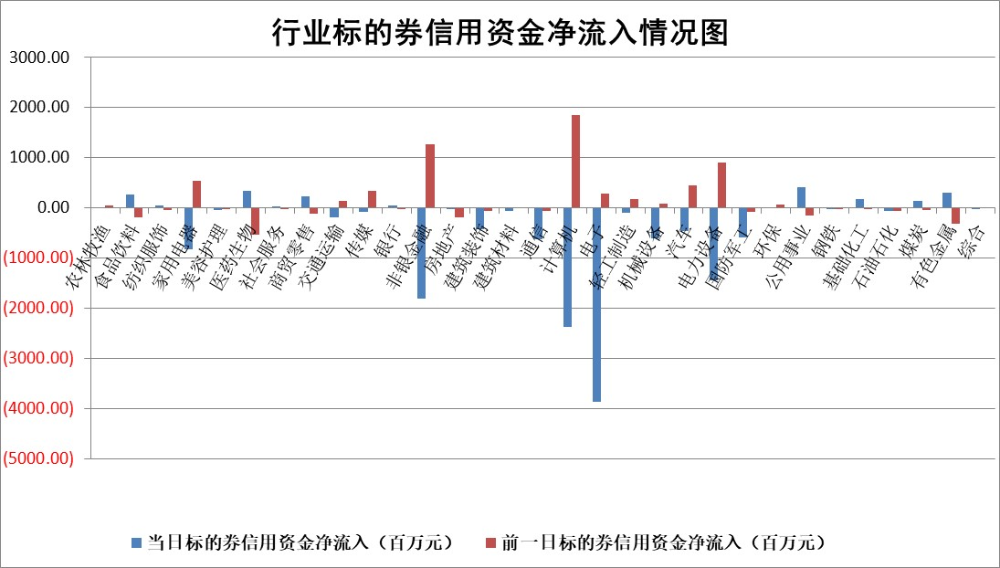 行业标的券信用资金净流入情况图
3000.00
2000.00
1000.00
0.00
(1000.00)
(2000.00)
(3000.00)
(4000.00)
(5000.00)
农林牧渔
食品饮料
纺织服饰
家用电器
美容护理
医药生物
社会服务
商贸零售
交通运输
传媒
银行
非银金融
房地产
建筑装饰
建筑材料
通信
计算机
电子
轻工制造
机械设备
汽车
电力设备
国防军工
环保
公用事业
钢铁
基础化工
石油石化
煤炭
有色金属
综合
当日标的券信用资金净流入（百万元）
前一日标的券信用资金净流入（百万元）